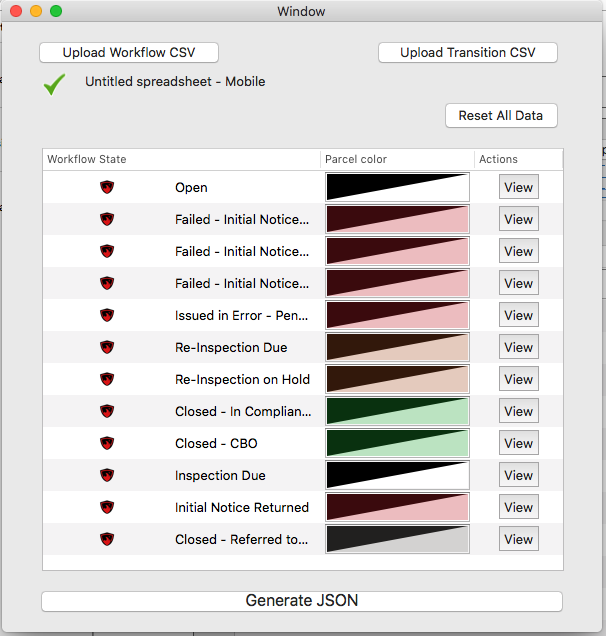 Window
Upload Workflow CSV
Upload Transition CSV
Untitled spreadsheet - Mobile
Reset All Data
Workflow State Parcel color Actions
Open View
Failed - Initial Notice... View
Failed - Initial Notice... View
Failed - Initial Notice... View
Issued in Error - Pen... View
Re-Inspection Due View
Re-Inspection on Hold View
Closed - In Complian... View
Closed - CBO View
Inspection Due View
Initial Notice Returned View
Closed - Referred to... View
Generate JSON